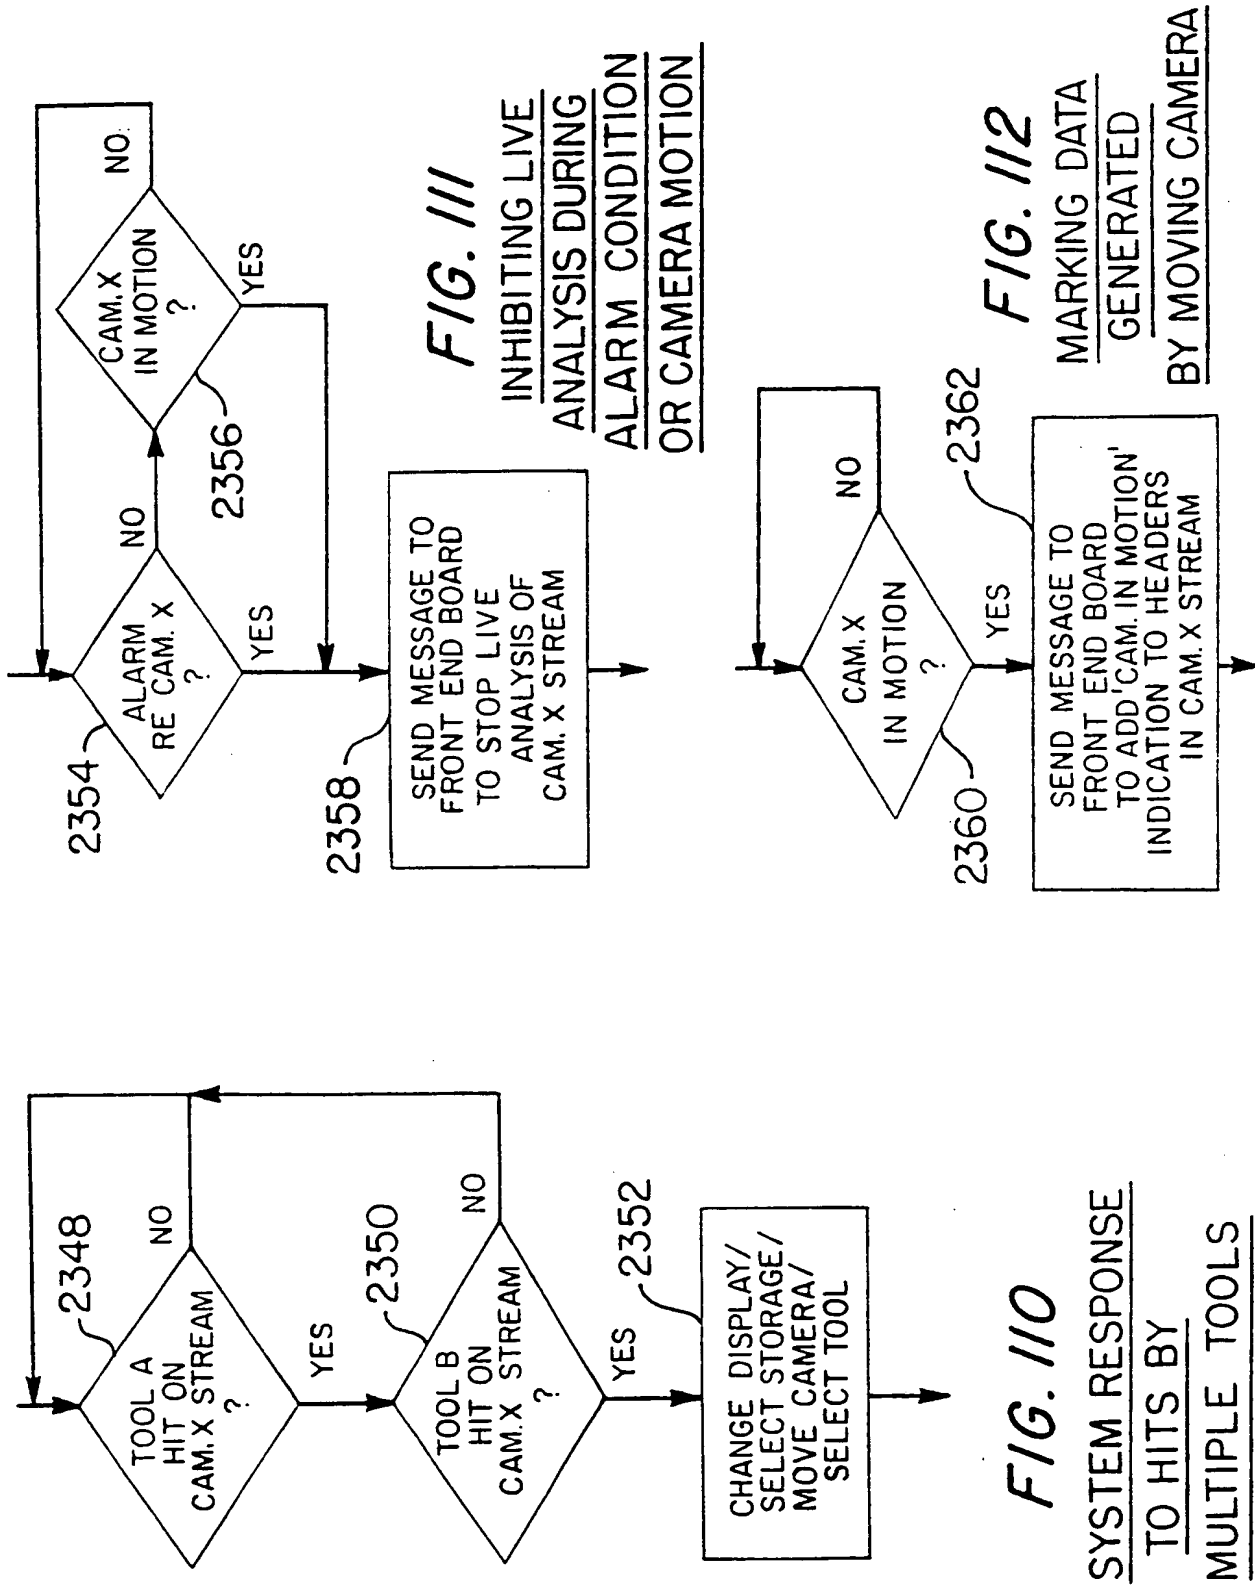 2348
TOOL A
HIT ON
CAM.X STREAM
?
NO
YES
2350
TOOL B
HIT ON
CAM.X STREAM
?
NO
YES
2352
CHANGE DISPLAY/
SELECT STORAGE/
MOVE CAMERA/
SELECT TOOL
FIG. 110
SYSTEM RESPONSE
TO HITS BY
MULTIPLE TOOLS
2354
ALARM
RE CAM. X
?
NO
YES
CAM.X
IN MOTION
?
NO
YES
2356
2358
SEND MESSAGE TO
FRONT END BOARD
TO STOP LIVE
ANALYSIS OF
CAM. X STREAM
FIG. 111
INHIBITING LIVE
ANALYSIS DURING
ALARM CONDITION
OR CAMERA MOTION
CAM. X
IN MOTION
?
NO
YES
2360
2362
SEND MESSAGE TO
FRONT END BOARD
TO ADD 'CAM. IN MOTION'
INDICATION TO HEADERS
IN CAM. X STREAM
FIG. 112
MARKING DATA
GENERATED
BY MOVING CAMERA